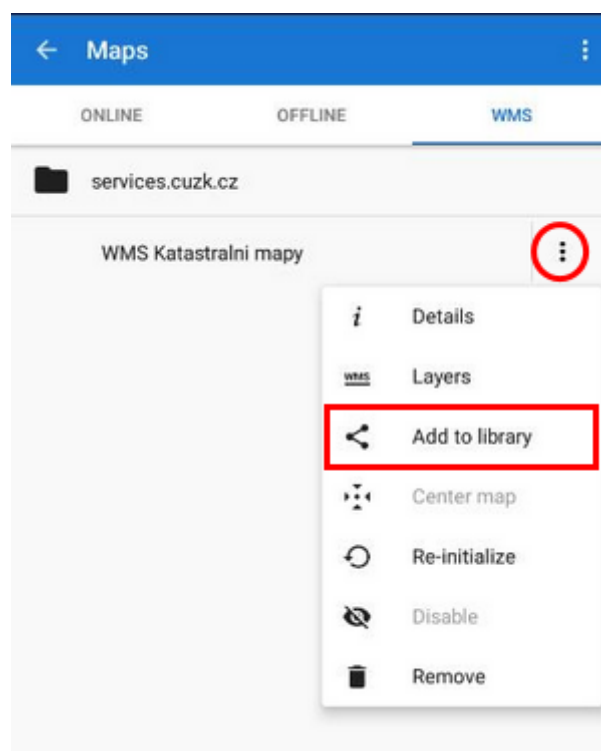 Maps
ONLINE OFFLINE WMS
services.cuzk.cz
WMS Katastralni mapy
i Details
WMS Layers
Add to library
Center map
Re-initialize
Disable
Remove